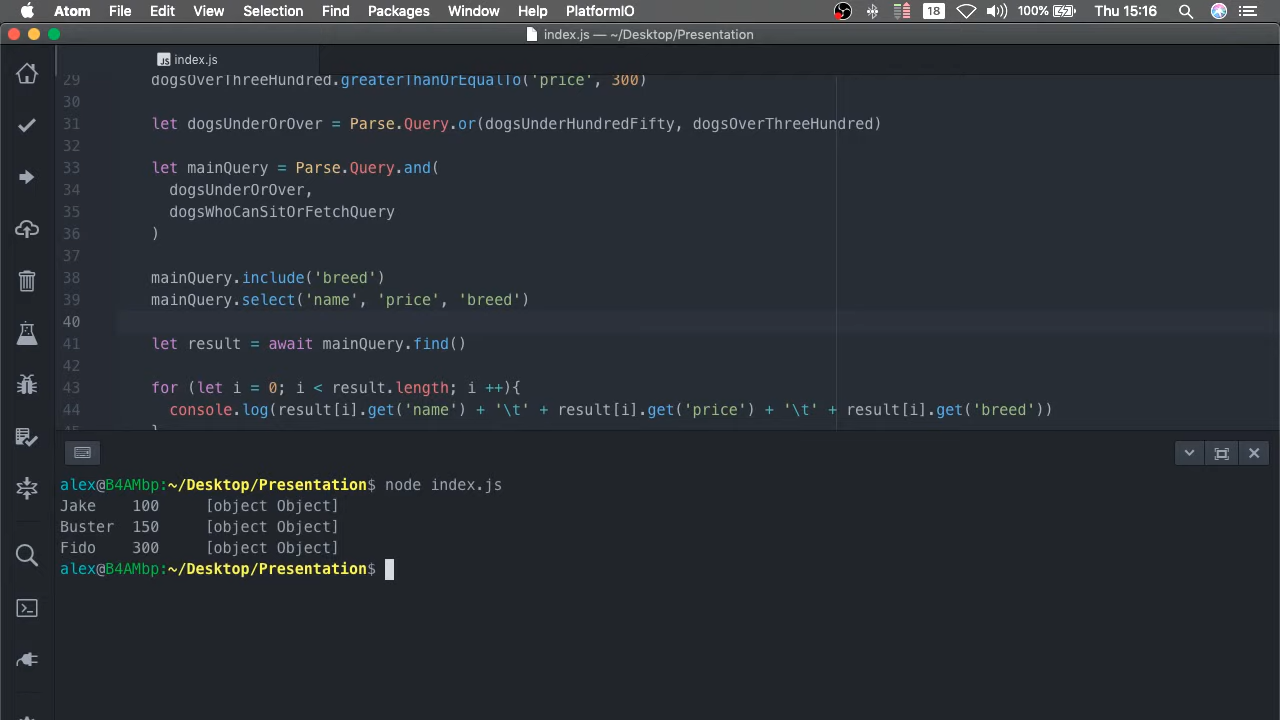 Atom File Edit View Selection Find Packages Window Help PlatformIO 18 100% Thu 15:16
index.js — ~/Desktop/Presentation
JS index.js
29 dogsOverThreeHundred.greaterThanOrEqualTo('price', 300)
30
31 let dogsUnderOrOver = Parse.Query.or(dogsUnderHundredFifty, dogsOverThreeHundred)
32
33 let mainQuery = Parse.Query.and(
34 dogsUnderOrOver,
35 dogsWhoCanSitOrFetchQuery
36 )
37
38 mainQuery.include('breed')
39 mainQuery.select('name', 'price', 'breed')
40
41 let result = await mainQuery.find()
42
43 for (let i = 0; i < result.length; i ++){
44 console.log(result[i].get('name') + '\t' + result[i].get('price') + '\t' + result[i].get('breed'))
45 }
alex@B4AMbp:~/Desktop/Presentation$ node index.js
Jake 100 [object Object]
Buster 150 [object Object]
Fido 300 [object Object]
alex@B4AMbp:~/Desktop/Presentation$